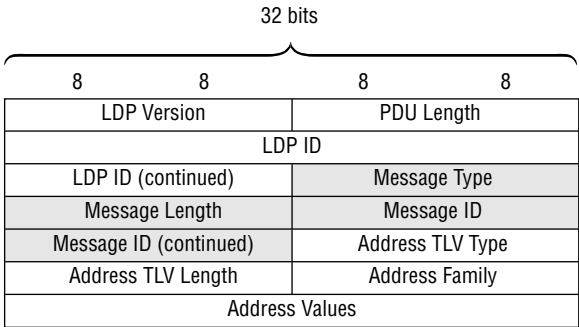 32 bits
8 8 8 8
LDP Version PDU Length
LDP ID
LDP ID (continued) Message Type
Message Length Message ID
Message ID (continued) Address TLV Type
Address TLV Length Address Family
Address Values